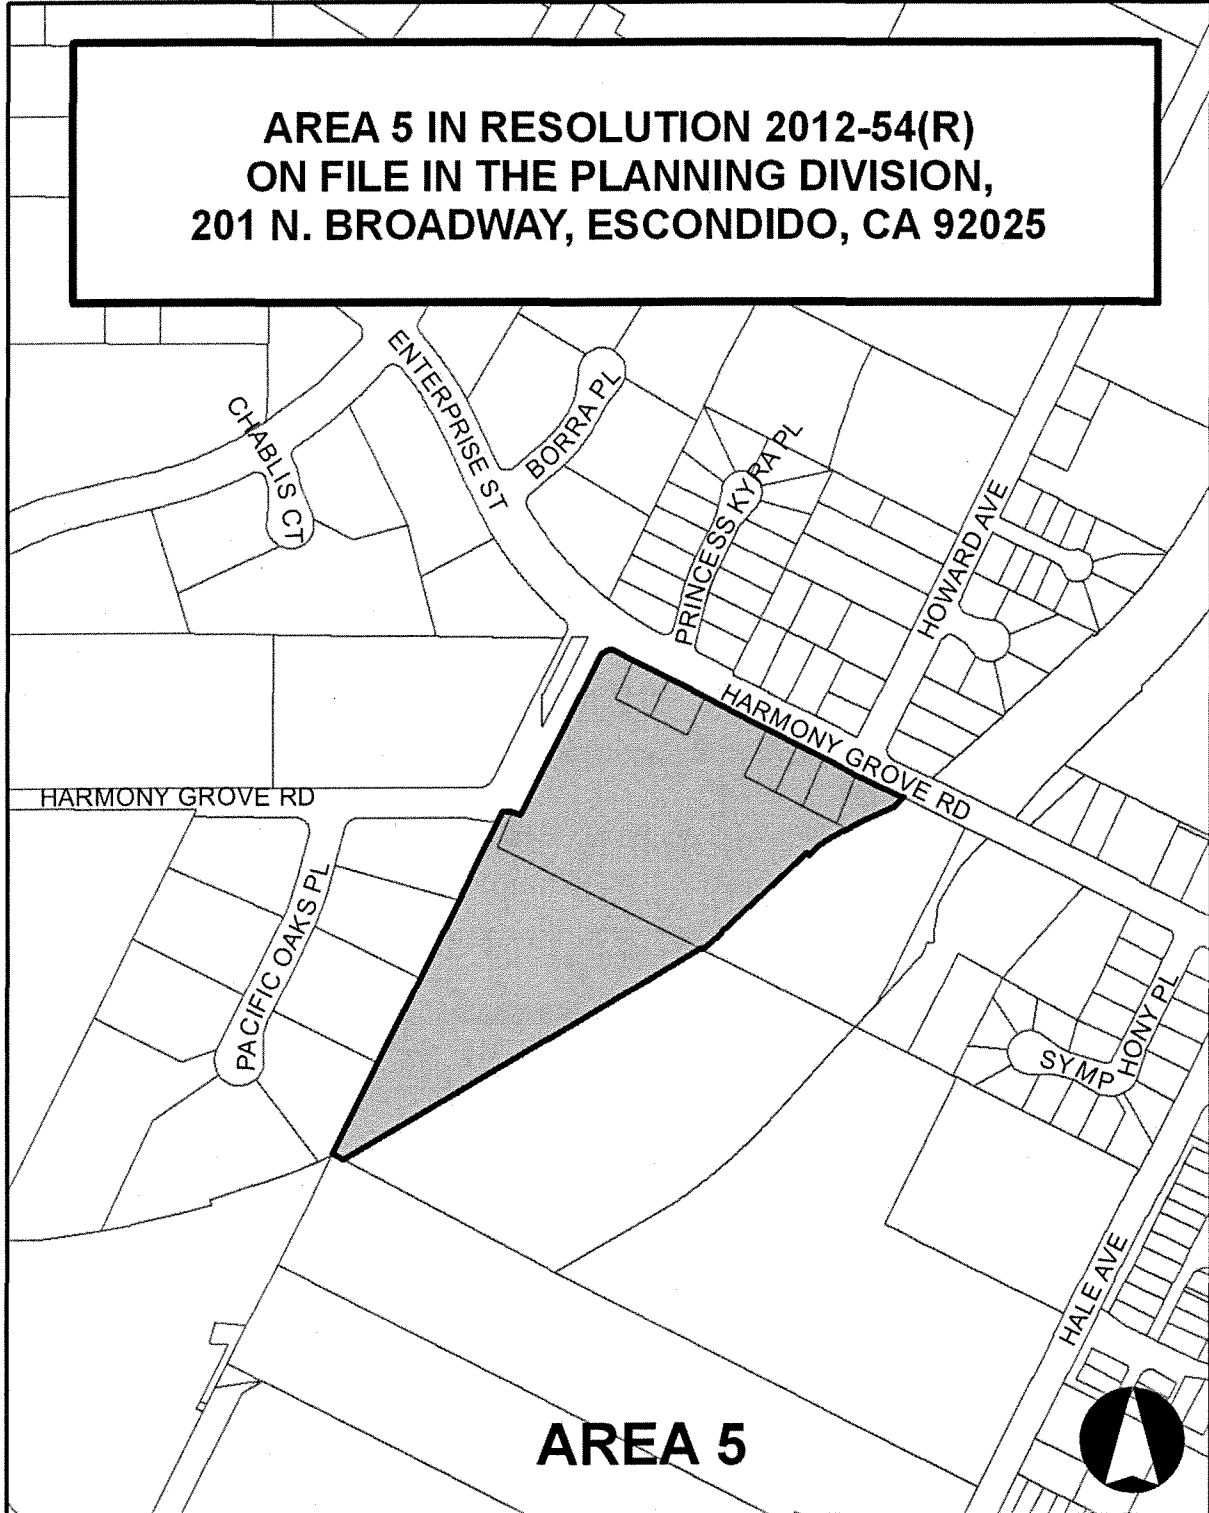 AREA 5 IN RESOLUTION 2012-54(R)
ON FILE IN THE PLANNING DIVISION,
201 N. BROADWAY, ESCONDIDO, CA 92025
ENTERPRISE ST
BORRA PL
CHABLIS CT
PRINCESS KYRA PL
HOWARD AVE
HARMONY GROVE RD
HARMONY GROVE RD
PACIFIC OAKS PL
SYMPHONY PL
HALE AVE
AREA 5